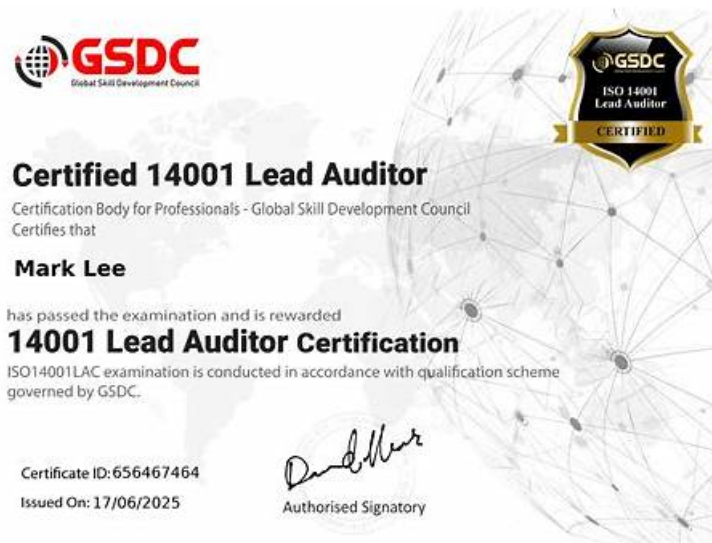 GSDC
Global Skill Development Council
GSDC
ISO 14001
Lead Auditor
CERTIFIED
Certified 14001 Lead Auditor
Certification Body for Professionals - Global Skill Development Council
Certifies that
Mark Lee
has passed the examination and is rewarded
14001 Lead Auditor Certification
ISO14001LAC examination is conducted in accordance with qualification scheme
governed by GSDC.
Certificate ID: 656467464
Issued On: 17/06/2025
Authorised Signatory